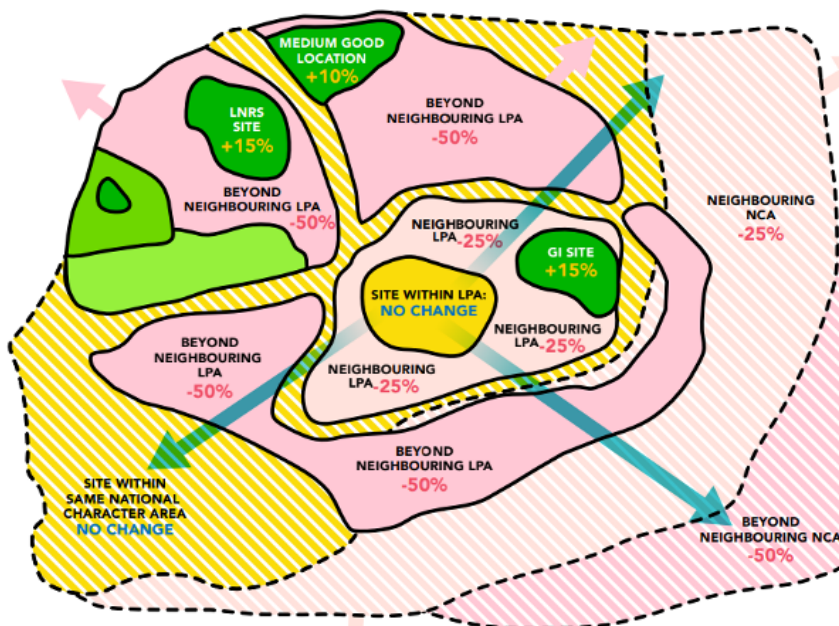 MEDIUM GOOD
LOCATION
+10%
LNRS
SITE
+15%
BEYOND
NEIGHBOURING LPA
-50%
BEYOND
NEIGHBOURING LPA
-50%
NEIGHBOURING
NCA
-25%
NEIGHBOURING
LPA-25%
GI SITE
+15%
SITE WITHIN LPA:
NO CHANGE
NEIGHBOURING
LPA-25%
BEYOND
NEIGHBOURING
LPA
-50%
NEIGHBOURING
LPA-25%
BEYOND
NEIGHBOURING LPA
-50%
SITE WITHIN
SAME NATIONAL
CHARACTER AREA
NO CHANGE
BEYOND
NEIGHBOURING NCA
-50%